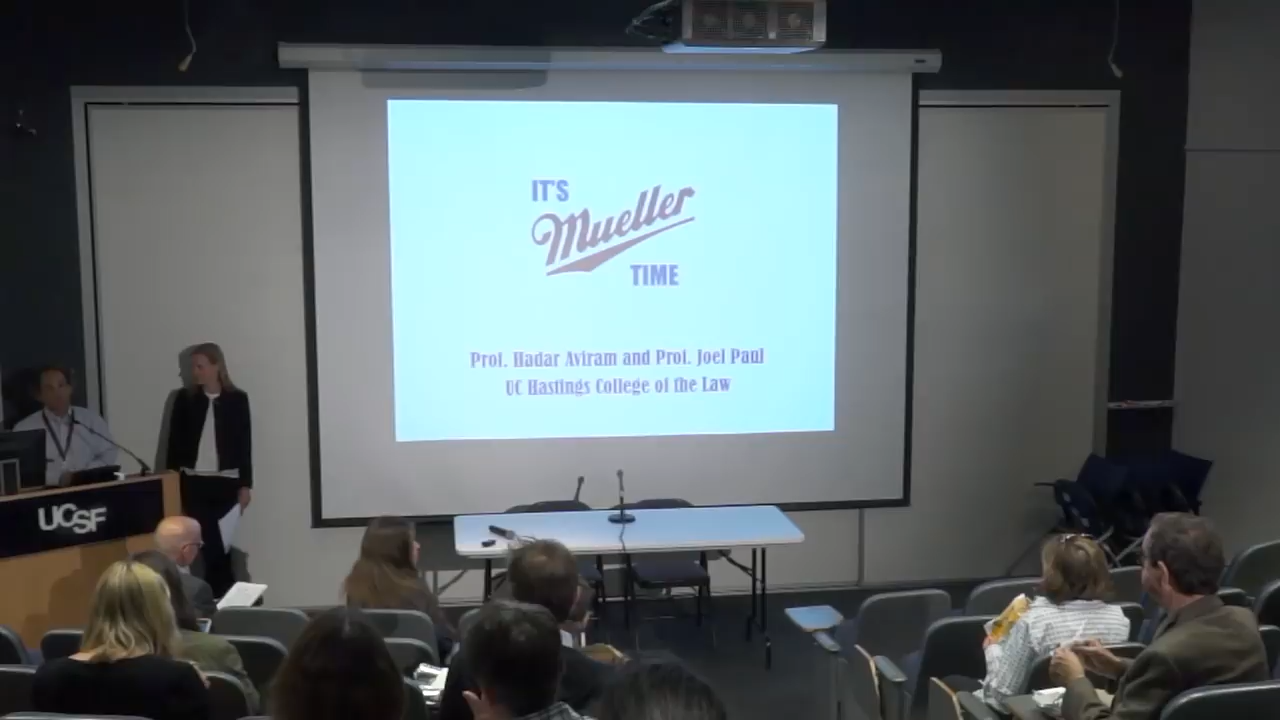 IT'S
Mueller
TIME
Prof. Hadar Aviram and Prof. Joel Paul
UC Hastings College of the Law
UCSF